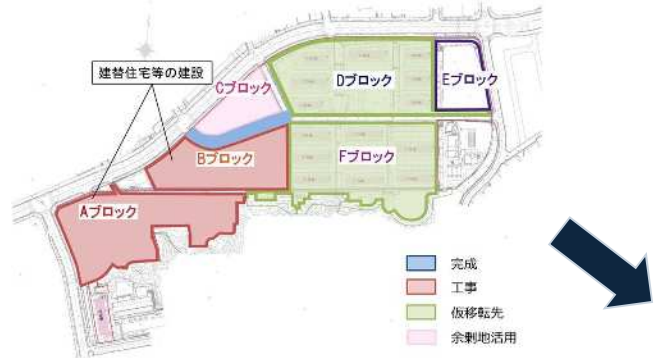 建替住宅等の建設
Cブロック
Dブロック
Eブロック
Bブロック
Fブロック
Aブロック
完成
工事
仮移転先
余剰地活用